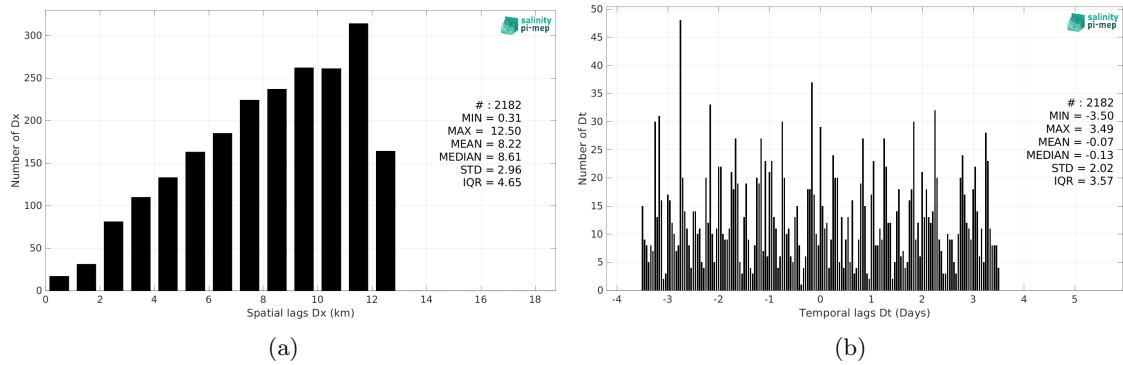 salinity
pi-mep
Number of Dx
300
250
200
150
100
50
0
# : 2182
MIN = 0.31
MAX = 12.50
MEAN = 8.22
MEDIAN = 8.61
STD = 2.96
IQR = 4.65
0 2 4 6 8 10 12 14 16 18
Spatial lags Dx (km)
(a)
salinity
pi-mep
Number of Dt
50
45
40
35
30
25
20
15
10
5
0
# : 2182
MIN = -3.50
MAX = 3.49
MEAN = -0.07
MEDIAN = -0.13
STD = 2.02
IQR = 3.57
-4 -3 -2 -1 0 1 2 3 4 5
Temporal lags Dt (Days)
(b)